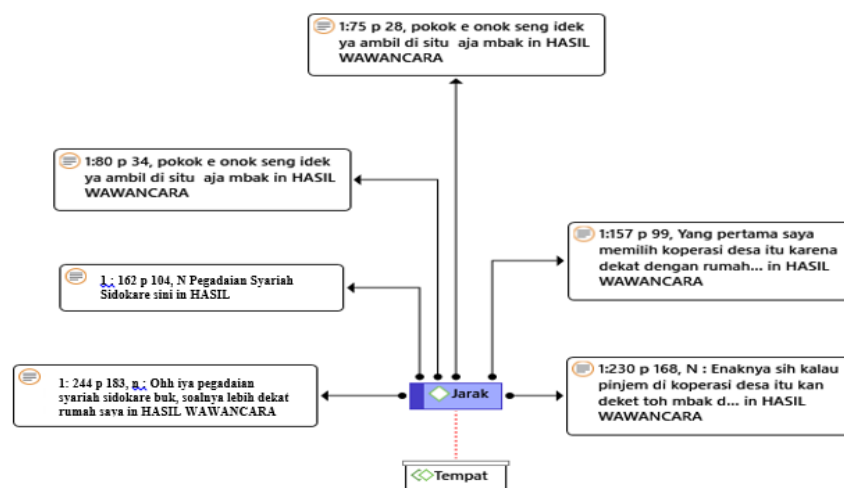 1:75 p 28, pokok e onok seng idek
ya ambil di situ aja mbak in HASIL
WAWANCARA
1:80 p 34, pokok e onok seng idek
ya ambil di situ aja mbak in HASIL
WAWANCARA
1:157 p 99, Yang pertama saya
memilih koperasi desa itu karena
dekat dengan rumah... in HASIL
WAWANCARA
1 : 162 p 104, N Pegadaian Syariah
Sidokare sini in HASIL
1: 244 p 183, n : Ohh iya pegadaian
syariah sidokare buk, soalnya lebih dekat
rumah saya in HASIL WAWANCARA
1:230 p 168, N : Enaknya sih kalau
pinjem di koperasi desa itu kan
deket toh mbak d... in HASIL
WAWANCARA
Jarak
Tempat